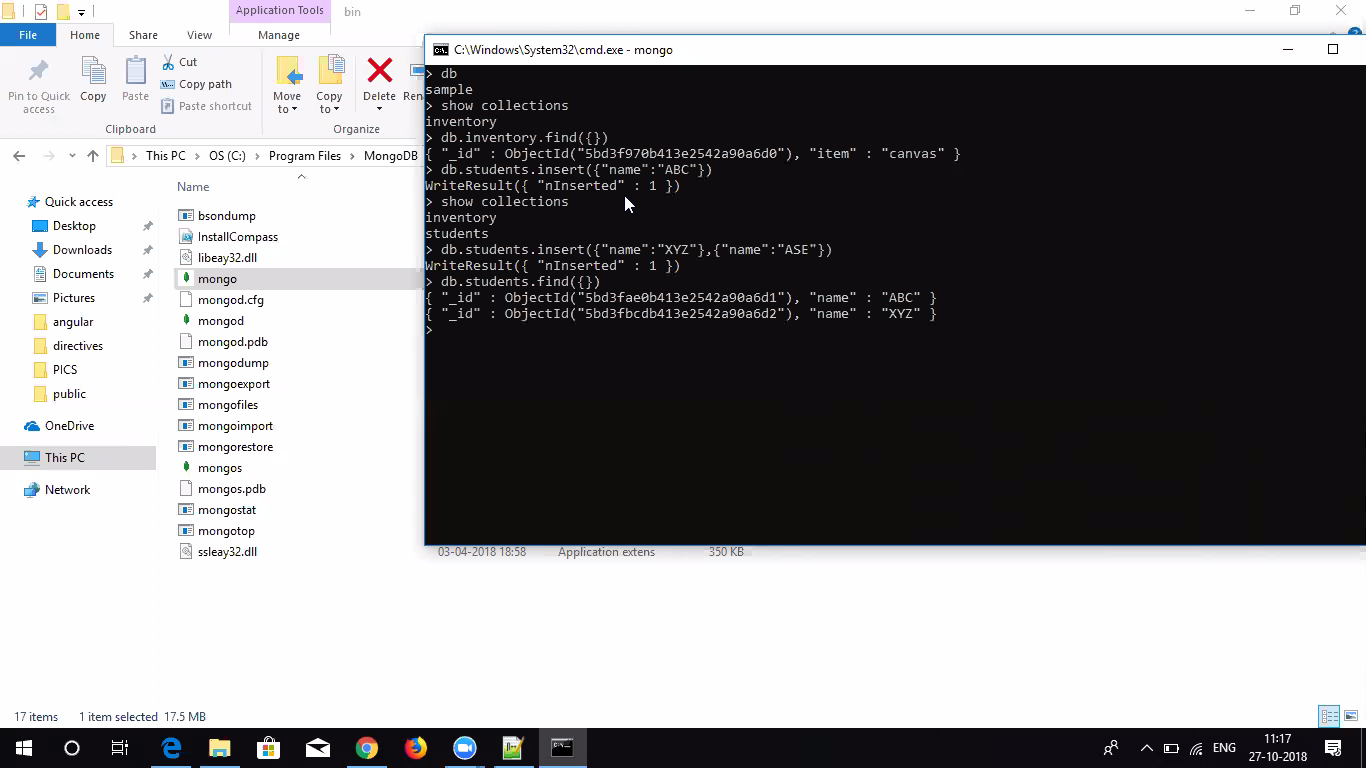 Application Tools
bin
File
Home
Share
View
Manage
Pin to Quick access
Copy
Paste
Cut
Copy path
Paste shortcut
Move to
Copy to
Delete
Clipboard
Organize
This PC
OS (C:)
Program Files
MongoDB
Name
Quick access
Desktop
Downloads
Documents
Pictures
angular
directives
PICS
public
OneDrive
This PC
Network
bsondump
InstallCompass
libeay32.dll
mongo
mongod.cfg
mongod
mongod.pdb
mongodump
mongoexport
mongofiles
mongoimport
mongorestore
mongos
mongos.pdb
mongostat
mongotop
ssleay32.dll
03-04-2018 18:58 Application extens 350 KB
C:\Windows\System32\cmd.exe - mongo
> db
sample
> show collections
inventory
> db.inventory.find({})
{ "_id" : ObjectId("5bd3f970b413e2542a90a6d0"), "item" : "canvas" }
> db.students.insert({"name":"ABC"})
WriteResult({ "nInserted" : 1 })
> show collections
inventory
students
> db.students.insert({"name":"XYZ"},{"name":"ASE"})
WriteResult({ "nInserted" : 1 })
> db.students.find({})
{ "_id" : ObjectId("5bd3fae0b413e2542a90a6d1"), "name" : "ABC" }
{ "_id" : ObjectId("5bd3fbcdb413e2542a90a6d2"), "name" : "XYZ" }
>
17 items 1 item selected 17.5 MB
ENG
11:17
27-10-2018